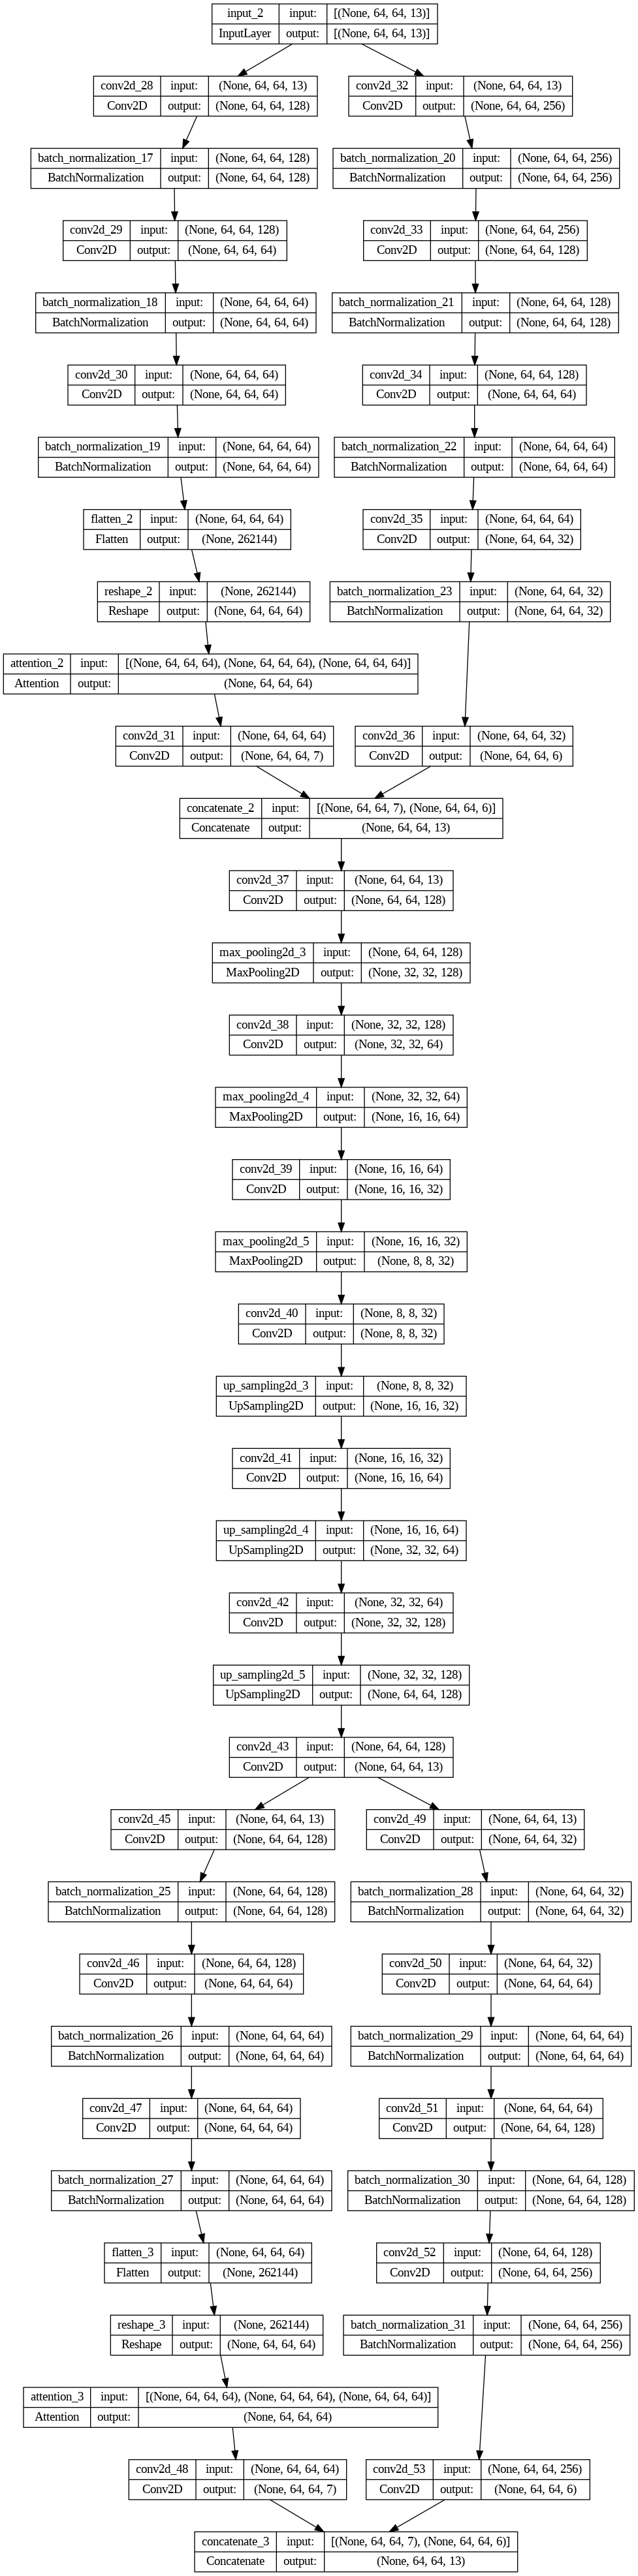 input_2 input: [(None, 64, 64, 13)]
InputLayer output: [(None, 64, 64, 13)]
conv2d_28 input: (None, 64, 64, 13)
Conv2D output: (None, 64, 64, 128)
conv2d_32 input: (None, 64, 64, 13)
Conv2D output: (None, 64, 64, 256)
batch_normalization_17 input: (None, 64, 64, 128)
BatchNormalization output: (None, 64, 64, 128)
batch_normalization_20 input: (None, 64, 64, 256)
BatchNormalization output: (None, 64, 64, 256)
conv2d_29 input: (None, 64, 64, 128)
Conv2D output: (None, 64, 64, 64)
conv2d_33 input: (None, 64, 64, 256)
Conv2D output: (None, 64, 64, 128)
batch_normalization_18 input: (None, 64, 64, 64)
BatchNormalization output: (None, 64, 64, 64)
batch_normalization_21 input: (None, 64, 64, 128)
BatchNormalization output: (None, 64, 64, 128)
conv2d_30 input: (None, 64, 64, 64)
Conv2D output: (None, 64, 64, 64)
conv2d_34 input: (None, 64, 64, 128)
Conv2D output: (None, 64, 64, 64)
batch_normalization_19 input: (None, 64, 64, 64)
BatchNormalization output: (None, 64, 64, 64)
batch_normalization_22 input: (None, 64, 64, 64)
BatchNormalization output: (None, 64, 64, 64)
flatten_2 input: (None, 64, 64, 64)
Flatten output: (None, 262144)
conv2d_35 input: (None, 64, 64, 64)
Conv2D output: (None, 64, 64, 32)
reshape_2 input: (None, 262144)
Reshape output: (None, 64, 64, 64)
batch_normalization_23 input: (None, 64, 64, 32)
BatchNormalization output: (None, 64, 64, 32)
attention_2 input: [(None, 64, 64, 64), (None, 64, 64, 64), (None, 64, 64, 64)]
Attention output: (None, 64, 64, 64)
conv2d_31 input: (None, 64, 64, 64)
Conv2D output: (None, 64, 64, 7)
conv2d_36 input: (None, 64, 64, 32)
Conv2D output: (None, 64, 64, 6)
concatenate_2 input: [(None, 64, 64, 7), (None, 64, 64, 6)]
Concatenate output: (None, 64, 64, 13)
conv2d_37 input: (None, 64, 64, 13)
Conv2D output: (None, 64, 64, 128)
max_pooling2d_3 input: (None, 64, 64, 128)
MaxPooling2D output: (None, 32, 32, 128)
conv2d_38 input: (None, 32, 32, 128)
Conv2D output: (None, 32, 32, 64)
max_pooling2d_4 input: (None, 32, 32, 64)
MaxPooling2D output: (None, 16, 16, 64)
conv2d_39 input: (None, 16, 16, 64)
Conv2D output: (None, 16, 16, 32)
max_pooling2d_5 input: (None, 16, 16, 32)
MaxPooling2D output: (None, 8, 8, 32)
conv2d_40 input: (None, 8, 8, 32)
Conv2D output: (None, 8, 8, 32)
up_sampling2d_3 input: (None, 8, 8, 32)
UpSampling2D output: (None, 16, 16, 32)
conv2d_41 input: (None, 16, 16, 32)
Conv2D output: (None, 16, 16, 64)
up_sampling2d_4 input: (None, 16, 16, 64)
UpSampling2D output: (None, 32, 32, 64)
conv2d_42 input: (None, 32, 32, 64)
Conv2D output: (None, 32, 32, 128)
up_sampling2d_5 input: (None, 32, 32, 128)
UpSampling2D output: (None, 64, 64, 128)
conv2d_43 input: (None, 64, 64, 128)
Conv2D output: (None, 64, 64, 13)
conv2d_45 input: (None, 64, 64, 13)
Conv2D output: (None, 64, 64, 128)
conv2d_49 input: (None, 64, 64, 13)
Conv2D output: (None, 64, 64, 32)
batch_normalization_25 input: (None, 64, 64, 128)
BatchNormalization output: (None, 64, 64, 128)
batch_normalization_28 input: (None, 64, 64, 32)
BatchNormalization output: (None, 64, 64, 32)
conv2d_46 input: (None, 64, 64, 128)
Conv2D output: (None, 64, 64, 64)
conv2d_50 input: (None, 64, 64, 32)
Conv2D output: (None, 64, 64, 64)
batch_normalization_26 input: (None, 64, 64, 64)
BatchNormalization output: (None, 64, 64, 64)
batch_normalization_29 input: (None, 64, 64, 64)
BatchNormalization output: (None, 64, 64, 64)
conv2d_47 input: (None, 64, 64, 64)
Conv2D output: (None, 64, 64, 64)
conv2d_51 input: (None, 64, 64, 64)
Conv2D output: (None, 64, 64, 128)
batch_normalization_27 input: (None, 64, 64, 64)
BatchNormalization output: (None, 64, 64, 64)
batch_normalization_30 input: (None, 64, 64, 128)
BatchNormalization output: (None, 64, 64, 128)
flatten_3 input: (None, 64, 64, 64)
Flatten output: (None, 262144)
conv2d_52 input: (None, 64, 64, 128)
Conv2D output: (None, 64, 64, 256)
reshape_3 input: (None, 262144)
Reshape output: (None, 64, 64, 64)
batch_normalization_31 input: (None, 64, 64, 256)
BatchNormalization output: (None, 64, 64, 256)
attention_3 input: [(None, 64, 64, 64), (None, 64, 64, 64), (None, 64, 64, 64)]
Attention output: (None, 64, 64, 64)
conv2d_48 input: (None, 64, 64, 64)
Conv2D output: (None, 64, 64, 7)
conv2d_53 input: (None, 64, 64, 256)
Conv2D output: (None, 64, 64, 6)
concatenate_3 input: [(None, 64, 64, 7), (None, 64, 64, 6)]
Concatenate output: (None, 64, 64, 13)